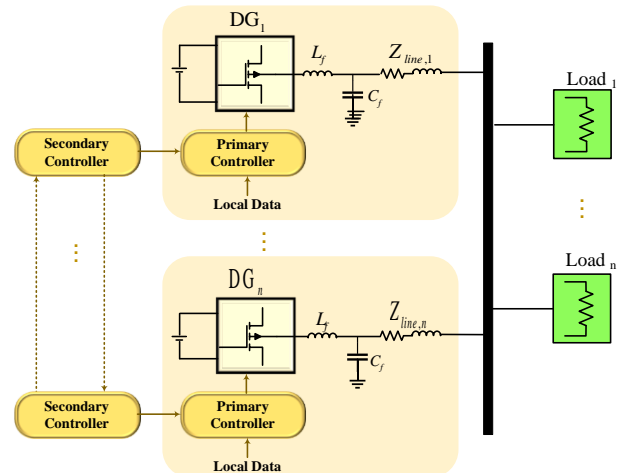 DG1
Lf
Zline,1
Cf
Load 1
Secondary
Controller
Primary
Controller
Local Data
DGn
Lf
Zline,n
Cf
Load n
Secondary
Controller
Primary
Controller
Local Data